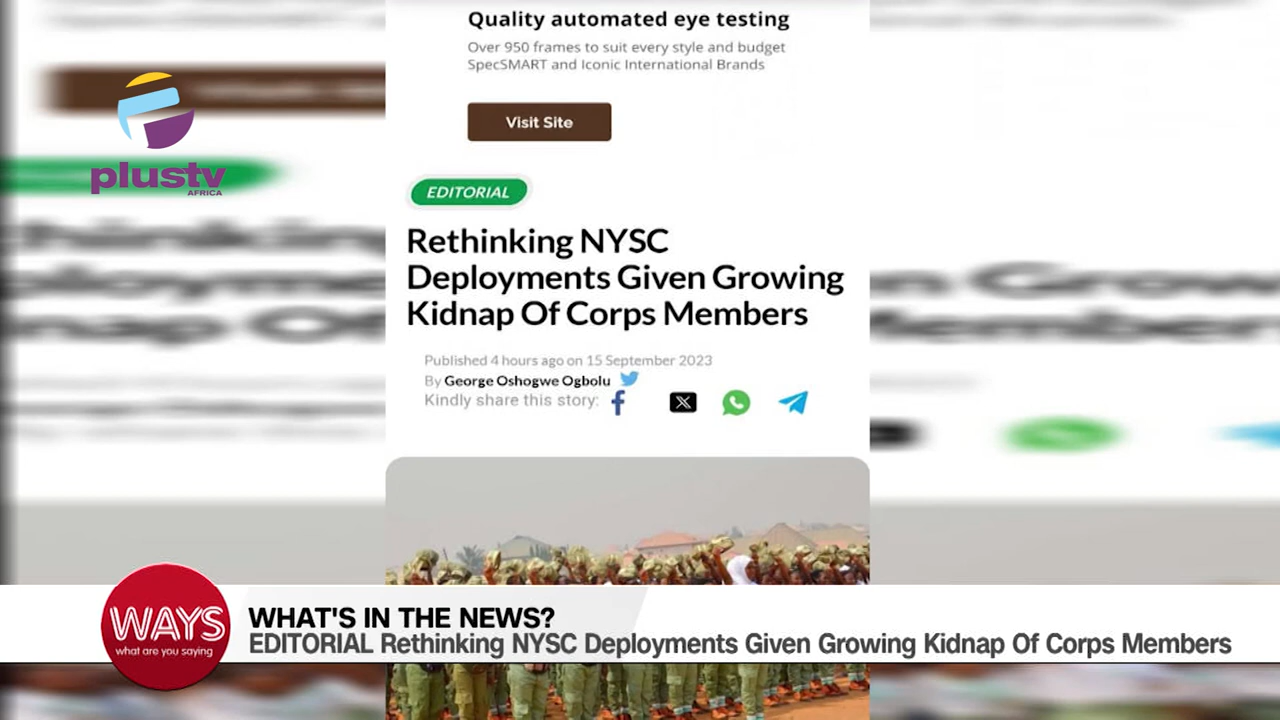 Quality automated eye testing
Over 950 frames to suit every style and budget
SpecSMART and Iconic International Brands
Visit Site
plustv
AFRICA
EDITORIAL
Rethinking NYSC
Deployments Given Growing
Kidnap Of Corps Members
Published 4 hours ago on 15 September 2023
By George Oshogwe Ogbolu
Kindly share this story:
WAYS
what are you saying
WHAT'S IN THE NEWS?
EDITORIAL Rethinking NYSC Deployments Given Growing Kidnap Of Corps Members